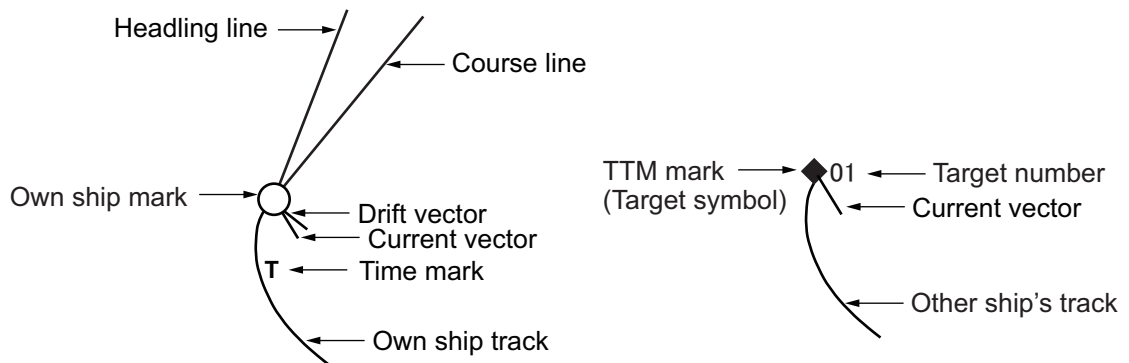 Headling line
Course line
Own ship mark
Drift vector
Current vector
T
Time mark
Own ship track
TTM mark
(Target symbol)
01
Target number
Current vector
Other ship's track